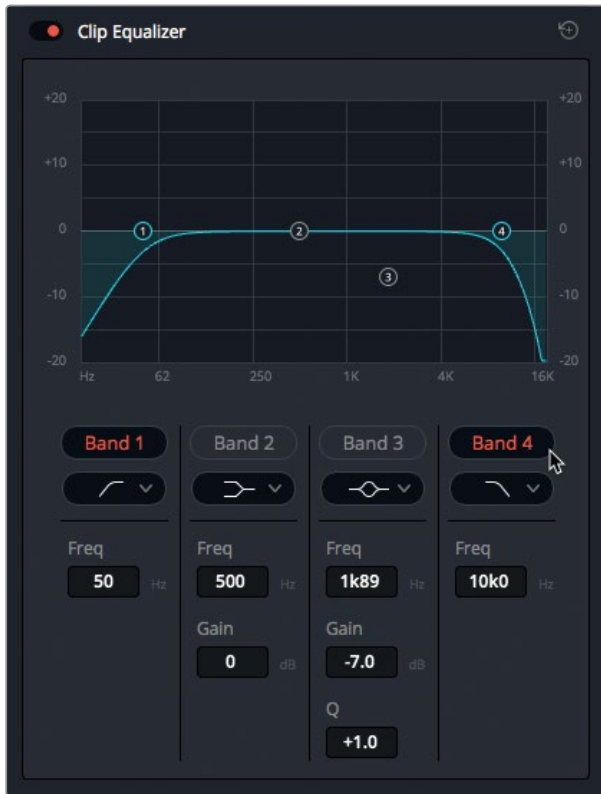 Clip Equalizer
+20 +20
+10 +10
1 2 4
0 0
3
-10 -10
-20 -20
Hz 62 250 1K 4K 16K
Band 1 Band 2 Band 3 Band 4
Freq Freq Freq Freq
50 Hz 500 Hz 1k89 Hz 10k0 Hz
Gain Gain
0 dB -7.0 dB
Q
+1.0